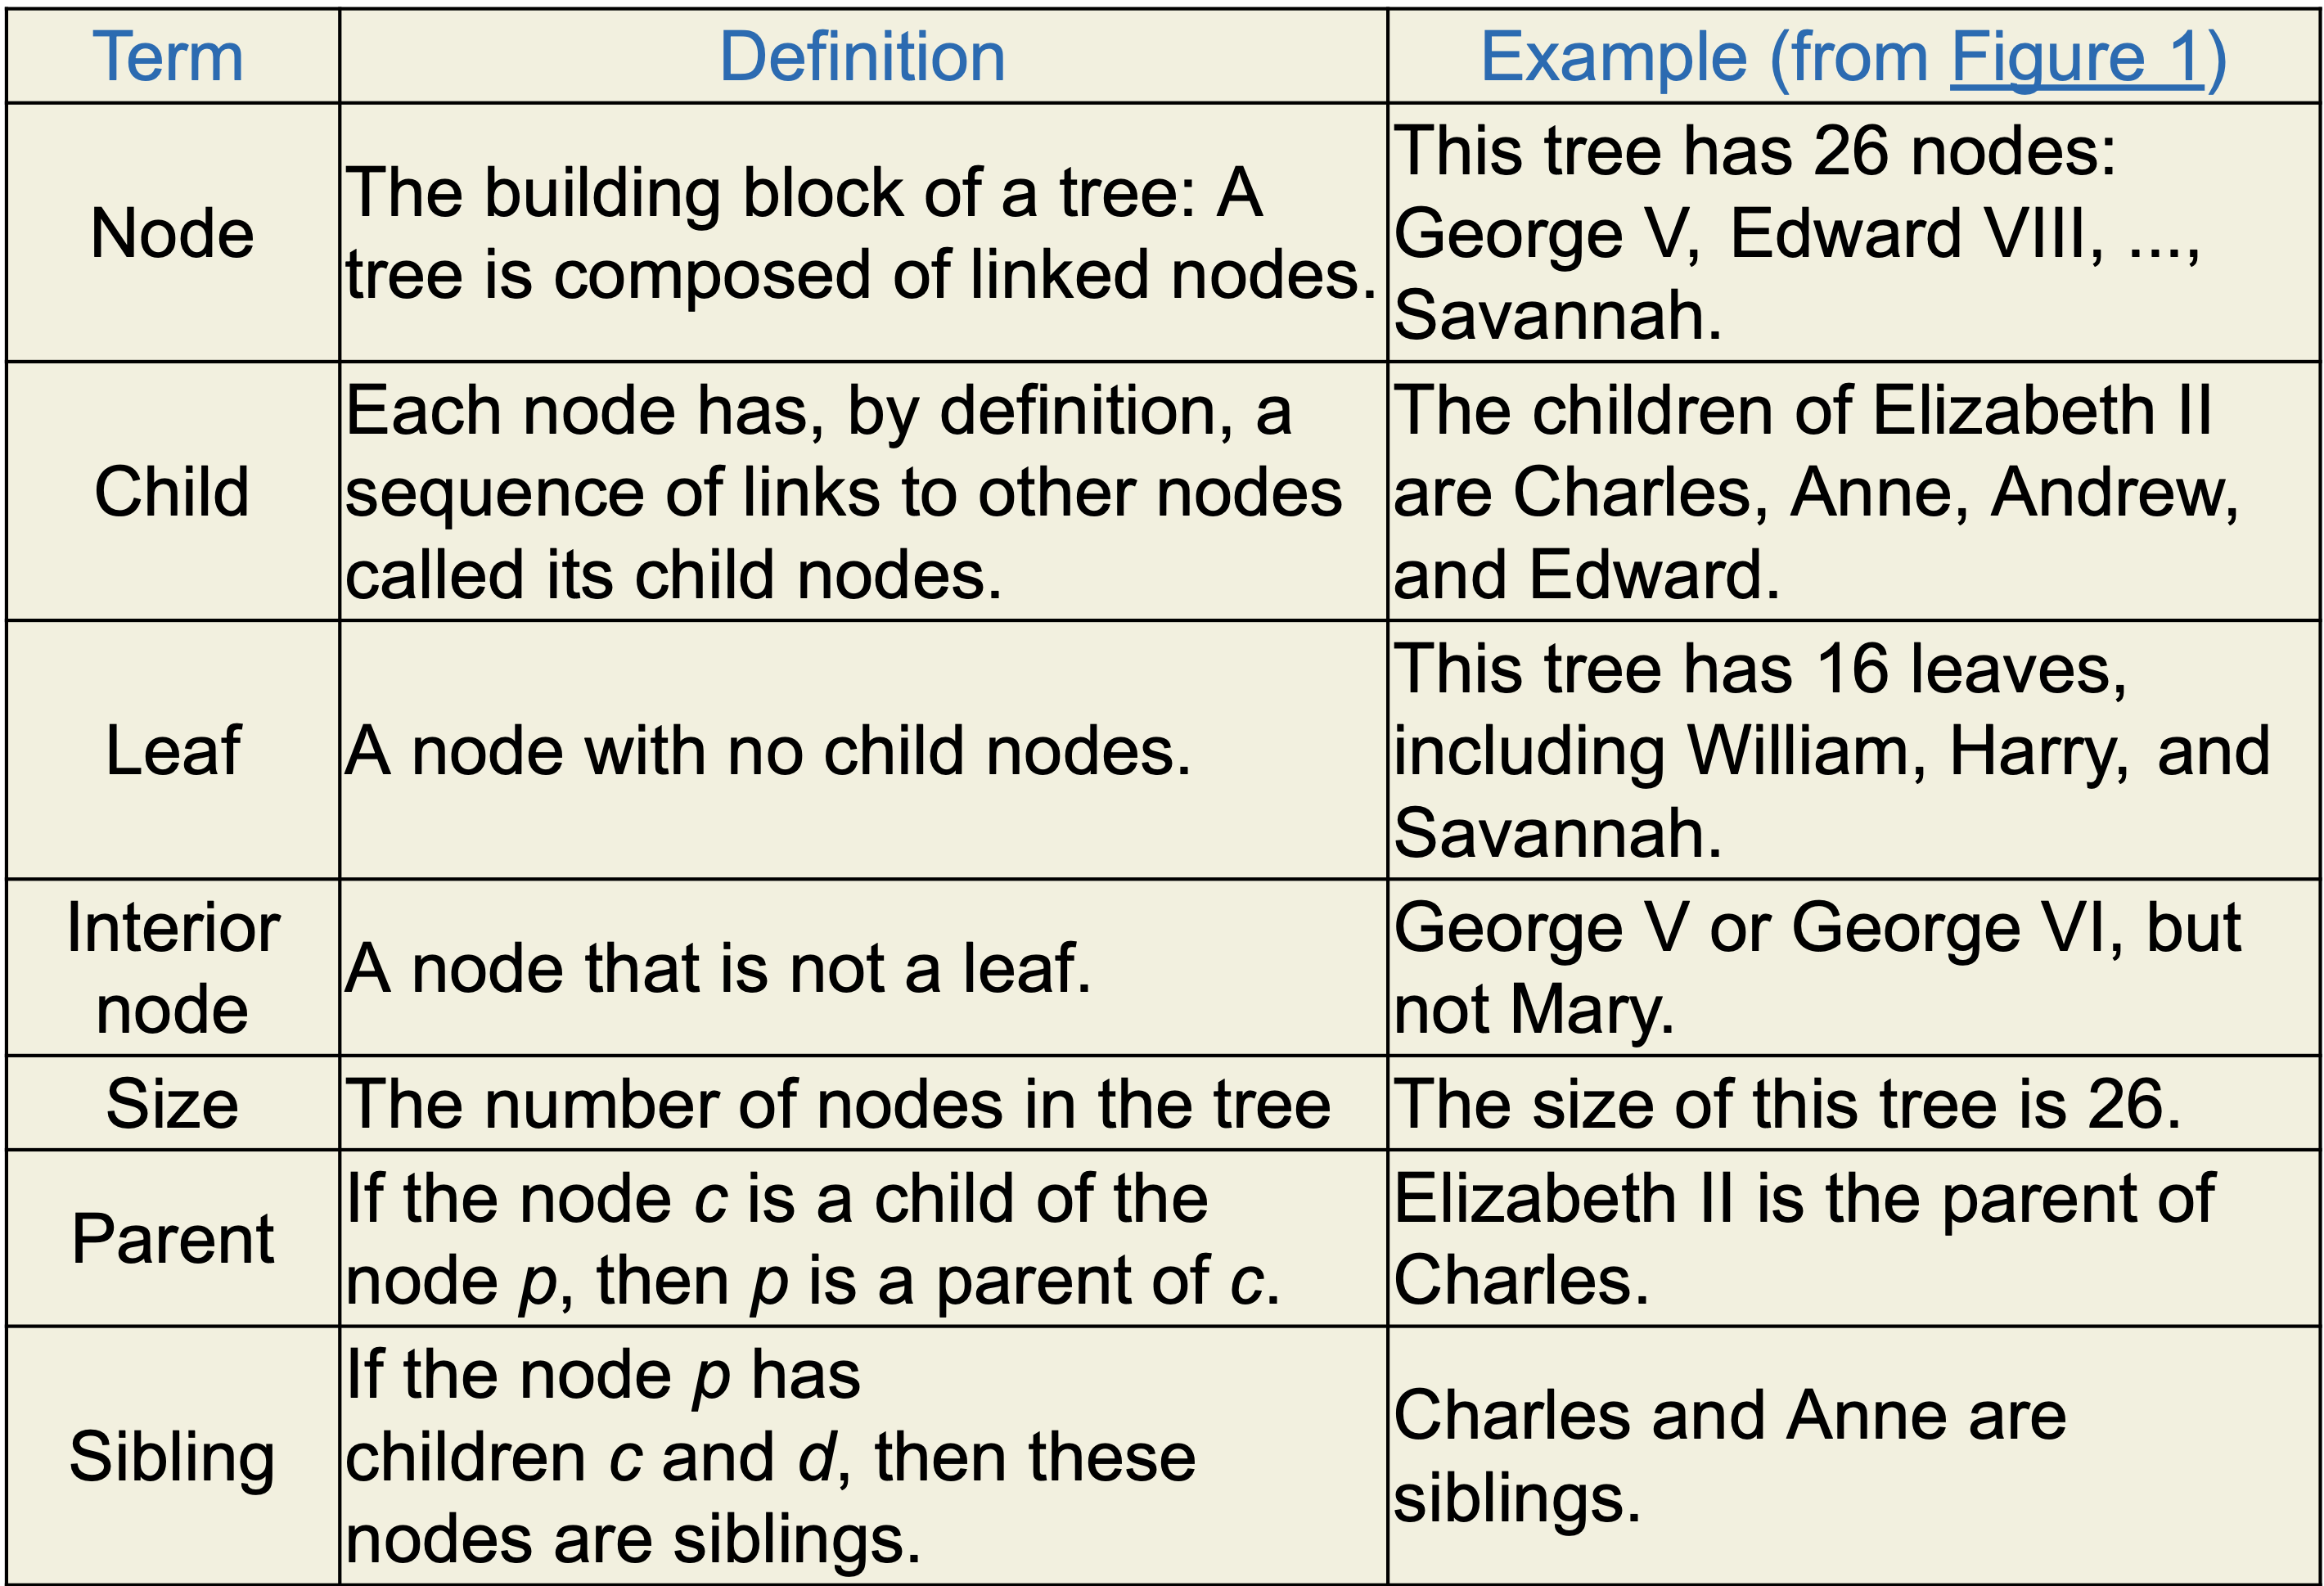 Term
Definition
Example (from Figure 1)
Node
The building block of a tree: A
tree is composed of linked nodes.
This tree has 26 nodes:
George V, Edward VIII, ...,
Savannah.
Child
Each node has, by definition, a
sequence of links to other nodes
called its child nodes.
The children of Elizabeth II
are Charles, Anne, Andrew,
and Edward.
Leaf
A node with no child nodes.
This tree has 16 leaves,
including William, Harry, and
Savannah.
Interior
node
A node that is not a leaf.
George V or George VI, but
not Mary.
Size
The number of nodes in the tree
The size of this tree is 26.
Parent
If the node c is a child of the
node p, then p is a parent of c.
Elizabeth II is the parent of
Charles.
Sibling
If the node p has
children c and d, then these
nodes are siblings.
Charles and Anne are
siblings.